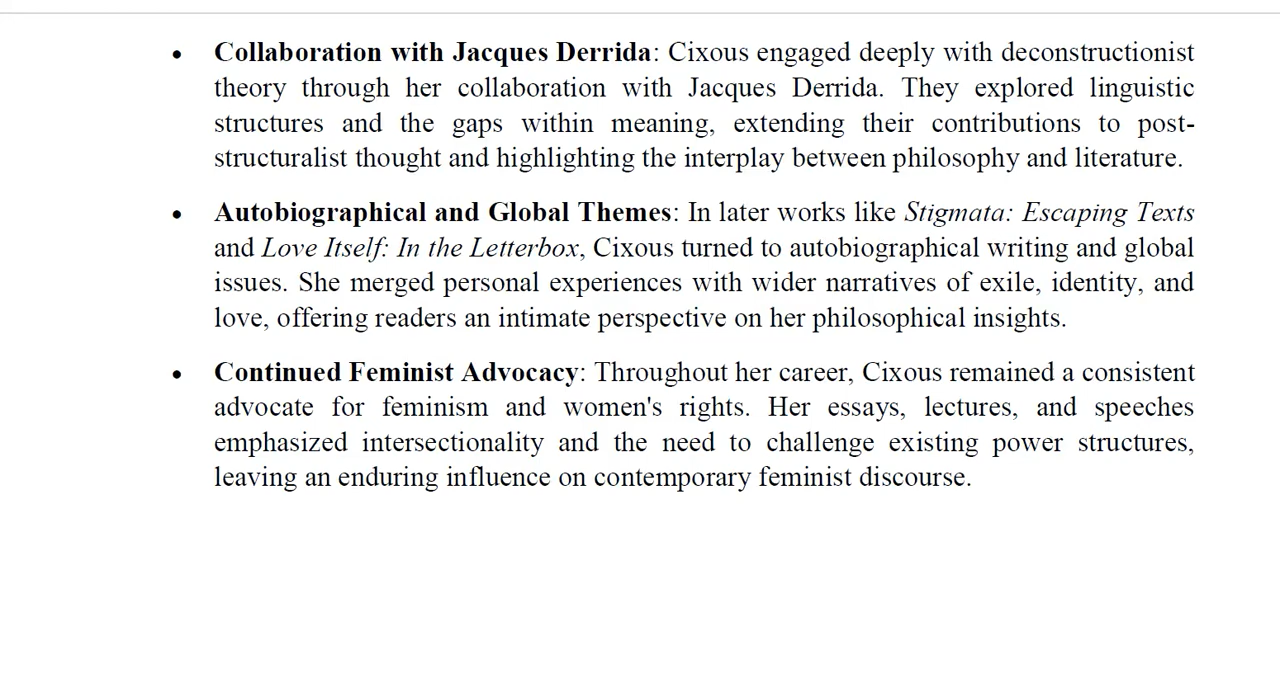 • Collaboration with Jacques Derrida: Cixous engaged deeply with deconstructionist
theory through her collaboration with Jacques Derrida. They explored linguistic
structures and the gaps within meaning, extending their contributions to post-
structuralist thought and highlighting the interplay between philosophy and literature.
• Autobiographical and Global Themes: In later works like Stigmata: Escaping Texts
and Love Itself: In the Letterbox, Cixous turned to autobiographical writing and global
issues. She merged personal experiences with wider narratives of exile, identity, and
love, offering readers an intimate perspective on her philosophical insights.
• Continued Feminist Advocacy: Throughout her career, Cixous remained a consistent
advocate for feminism and women's rights. Her essays, lectures, and speeches
emphasized intersectionality and the need to challenge existing power structures,
leaving an enduring influence on contemporary feminist discourse.